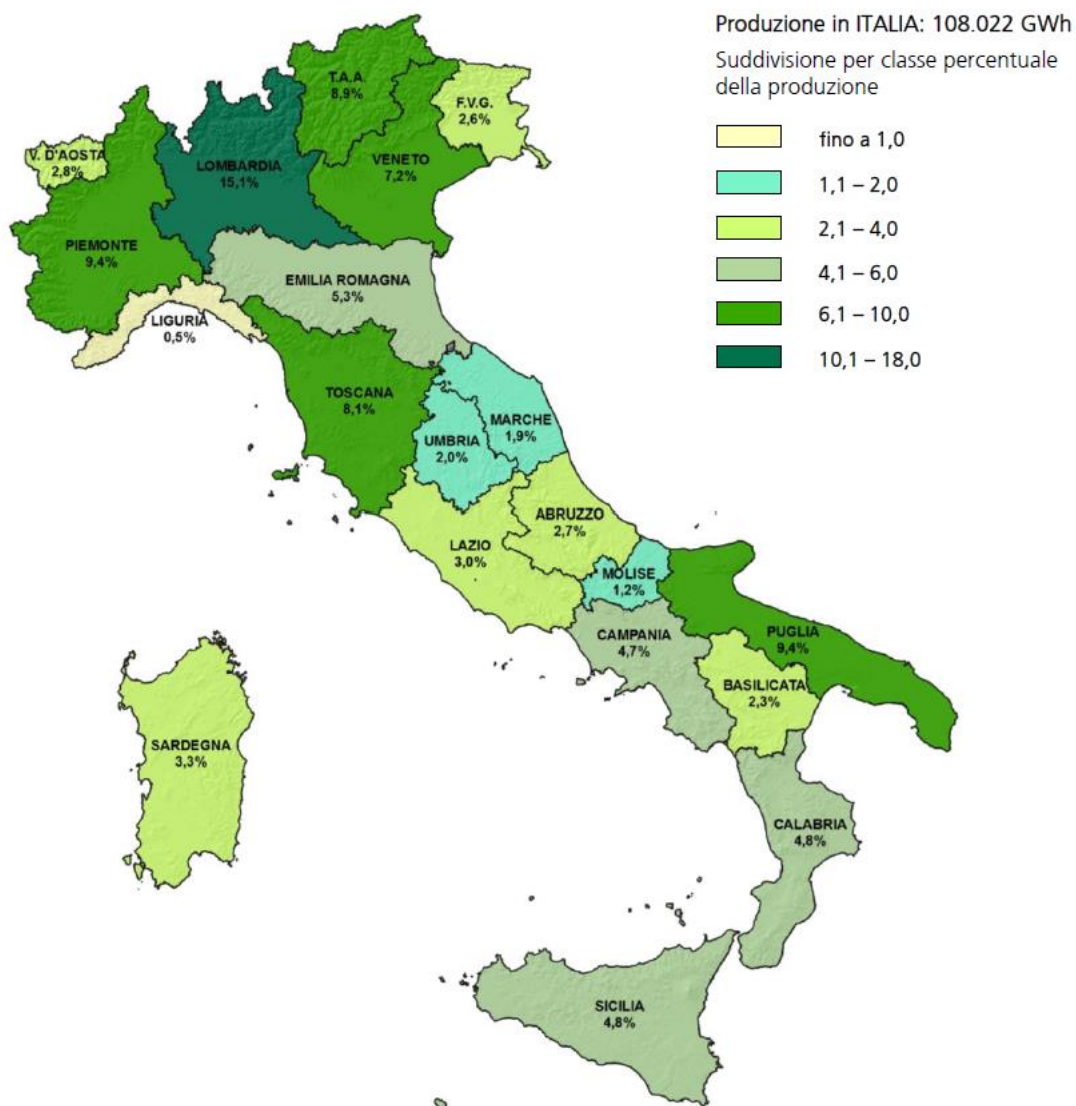 Produzione in ITALIA: 108.022 GWh
Suddivisione per classe percentuale
della produzione
fino a 1,0
1,1 – 2,0
2,1 – 4,0
4,1 – 6,0
6,1 – 10,0
10,1 – 18,0
T.A.A.
8,9%
F.V.G.
2,6%
V. D'AOSTA
2,8%
LOMBARDIA
15,1%
VENETO
7,2%
PIEMONTE
9,4%
EMILIA ROMAGNA
5,3%
LIGURIA
0,5%
TOSCANA
8,1%
MARCHE
1,9%
UMBRIA
2,0%
ABRUZZO
2,7%
LAZIO
3,0%
MOLISE
1,2%
CAMPANIA
4,7%
PUGLIA
9,4%
BASILICATA
2,3%
SARDEGNA
3,3%
CALABRIA
4,8%
SICILIA
4,8%